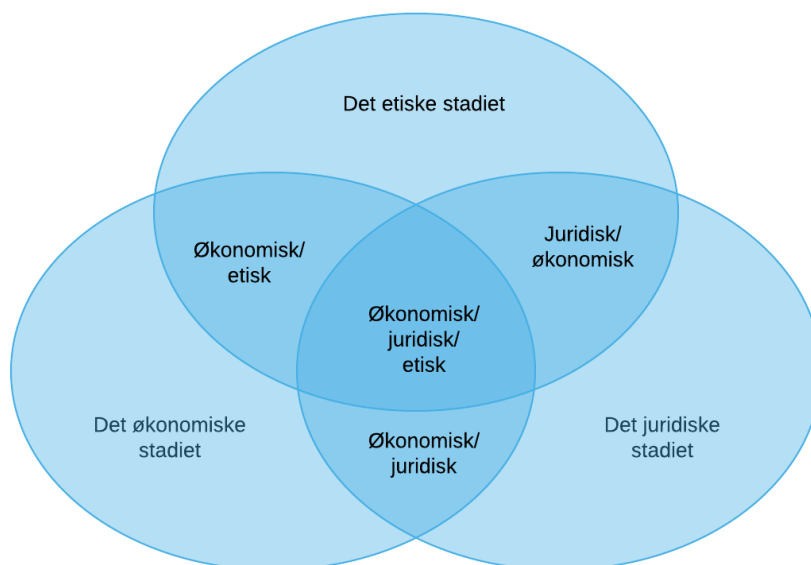 Det etiske stadiet
Økonomisk/
etisk
Juridisk/
økonomisk
Økonomisk/
juridisk/
etisk
Det økonomiske
stadiet
Økonomisk/
juridisk
Det juridiske
stadiet